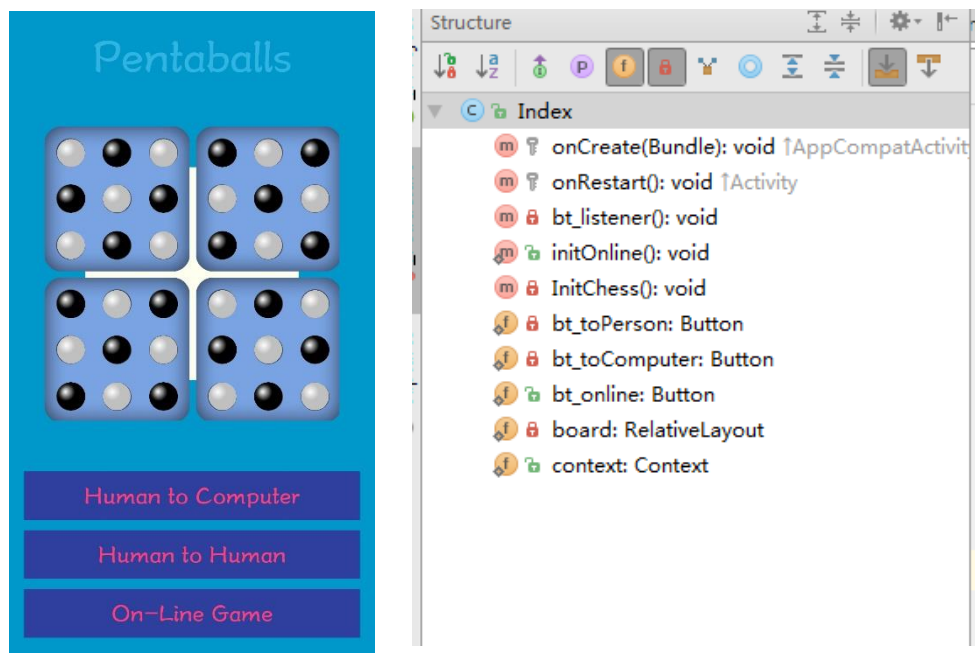 Pentaballs
Human to Computer
Human to Human
On-Line Game
Structure
Index
onCreate(Bundle): void ↑AppCompatActivit
onRestart(): void ↑Activity
bt_listener(): void
initOnline(): void
InitChess(): void
bt_toPerson: Button
bt_toComputer: Button
bt_online: Button
board: RelativeLayout
context: Context